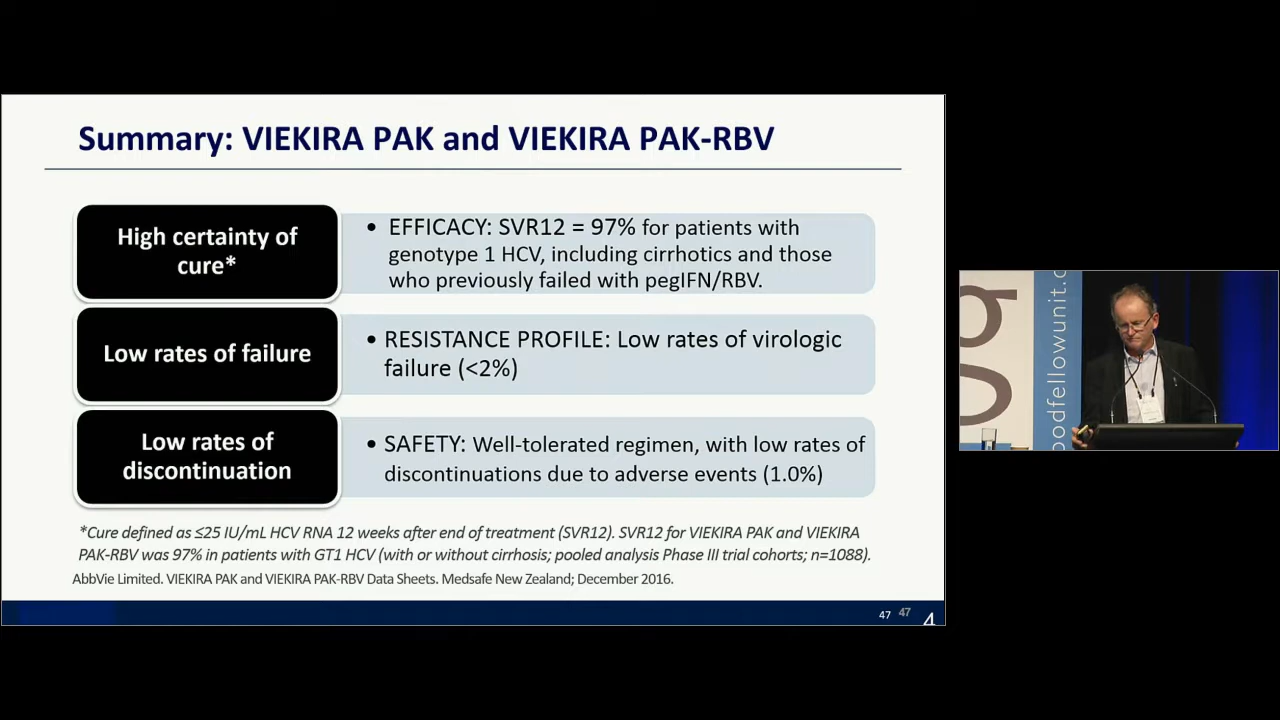 Summary: VIEKIRA PAK and VIEKIRA PAK-RBV
High certainty of
cure*
• EFFICACY: SVR12 = 97% for patients with
genotype 1 HCV, including cirrhotics and those
who previously failed with pegIFN/RBV.
Low rates of failure
• RESISTANCE PROFILE: Low rates of virologic
failure (<2%)
Low rates of
discontinuation
• SAFETY: Well-tolerated regimen, with low rates of
discontinuations due to adverse events (1.0%)
*Cure defined as ≤25 IU/mL HCV RNA 12 weeks after end of treatment (SVR12). SVR12 for VIEKIRA PAK and VIEKIRA
PAK-RBV was 97% in patients with GT1 HCV (with or without cirrhosis; pooled analysis Phase III trial cohorts; n=1088).
AbbVie Limited. VIEKIRA PAK and VIEKIRA PAK-RBV Data Sheets. Medsafe New Zealand; December 2016.
47 47 4
g
oodfellowunit.c